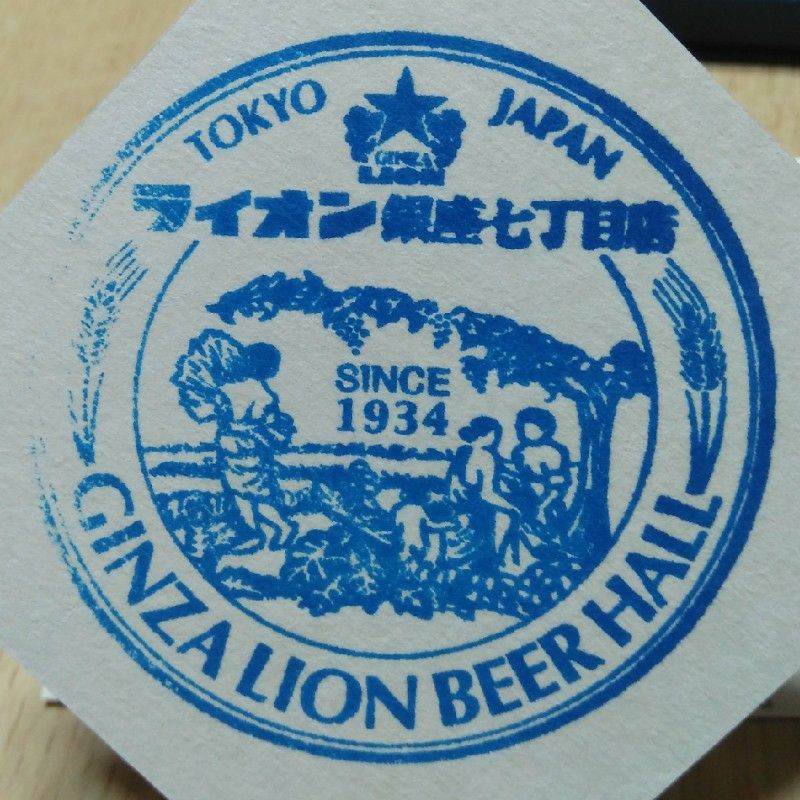 TOKYO JAPAN
GINZA
LION
ライオン銀座七丁目店
SINCE
1934
GINZA LION BEER HALL